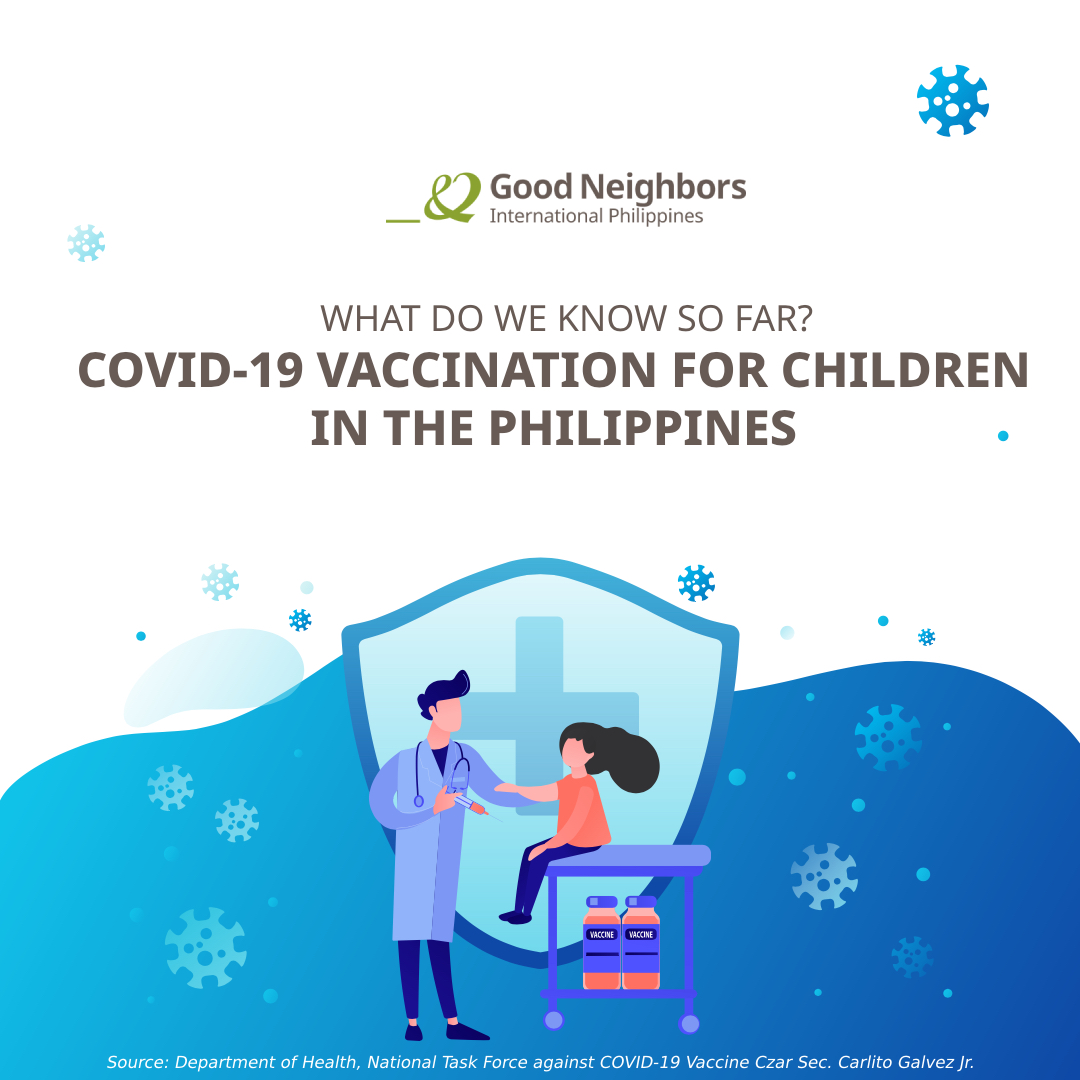 Good Neighbors
International Philippines
WHAT DO WE KNOW SO FAR?
COVID-19 VACCINATION FOR CHILDREN
IN THE PHILIPPINES
VACCINE VACCINE
Source: Department of Health, National Task Force against COVID-19 Vaccine Czar Sec. Carlito Galvez Jr.